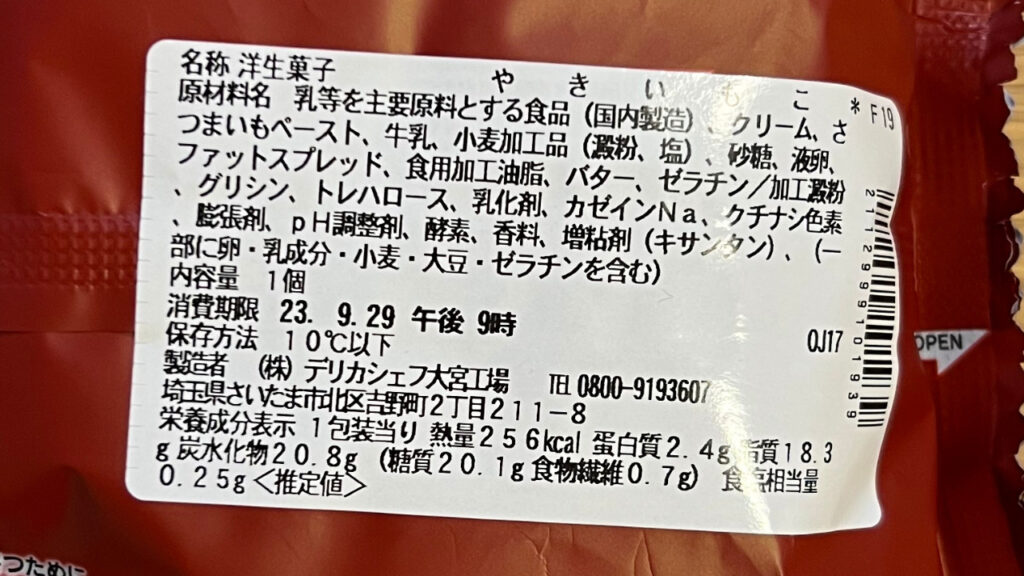 名称 洋生菓子 やきいもこ *F19
原材料名 乳等を主要原料とする食品（国内製造）、クリーム、さ
つまいもペースト、牛乳、小麦加工品（澱粉、塩）、砂糖、液卵、
ファットスプレッド、食用加工油脂、バター、ゼラチン／加工澱粉
、グリシン、トレハロース、乳化剤、カゼインNa、クチナシ色素
、膨張剤、pH調整剤、酵素、香料、増粘剤（キサンタン）、（一
部に卵・乳成分・小麦・大豆・ゼラチンを含む）
内容量 1個
消費期限 23. 9.29 午後 9時
保存方法 10℃以下 0J17
製造者 （株）デリカシェフ大宮工場 TEL 0800-9193607
埼玉県さいたま市北区吉野町2丁目211-8
栄養成分表示 1包装当り 熱量256kcal 蛋白質2.4g 脂質18.3
g 炭水化物20.8g（糖質20.1g 食物繊維0.7g）食塩相当量
0.25g＜推定値＞
2112999101939
OPEN
つために